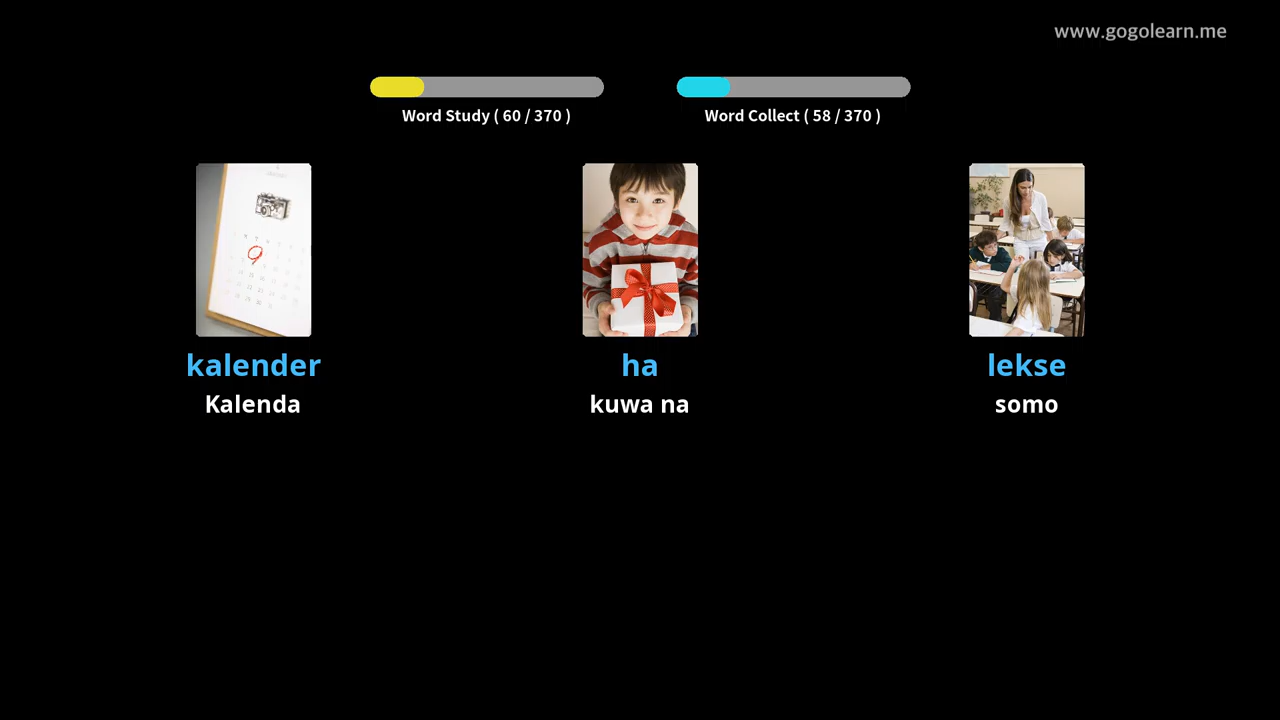 www.gogolearn.me
Word Study ( 60 / 370 )
Word Collect ( 58 / 370 )
kalender
Kalenda
ha
kuwa na
lekse
somo